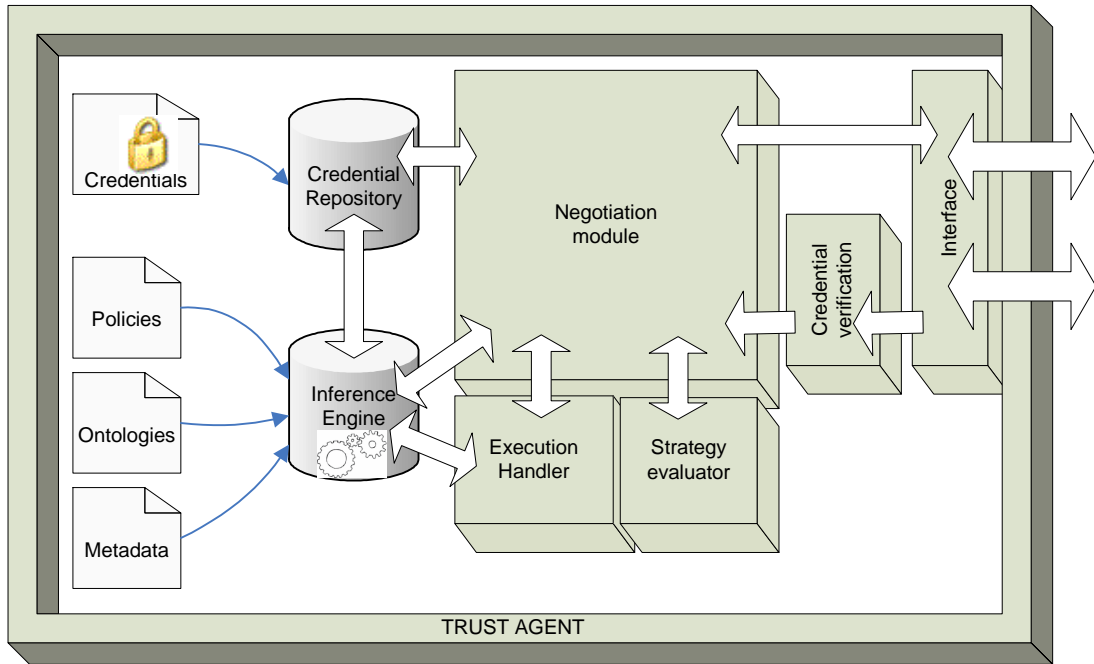 Credentials
Credential
Repository
Negotiation
module
Interface
Credential
verification
Policies
Inference
Engine
Ontologies
Execution
Handler
Strategy
evaluator
Metadata
TRUST AGENT